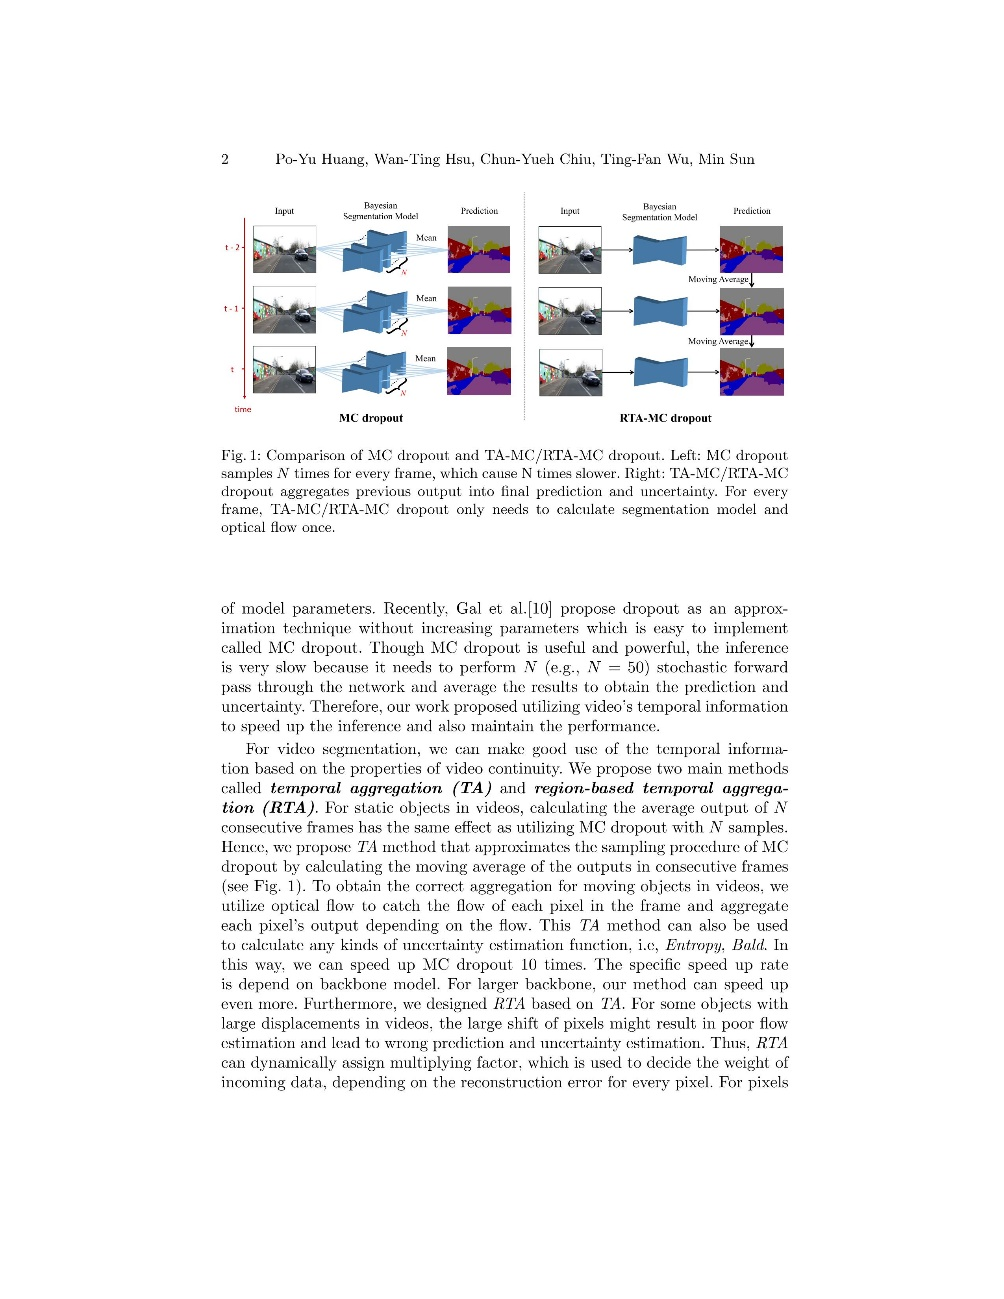 2 Po-Yu Huang, Wan-Ting Hsu, Chun-Yueh Chiu, Ting-Fan Wu, Min Sun
Input
Bayesian
Segmentation Model
Prediction
Input
Bayesian
Segmentation Model
Prediction
t - 2
Mean
N
Moving Average
t - 1
Mean
N
Moving Average
t
Mean
N
time
MC dropout
RTA-MC dropout
Fig. 1: Comparison of MC dropout and TA-MC/RTA-MC dropout. Left: MC dropout
samples N times for every frame, which cause N times slower. Right: TA-MC/RTA-MC
dropout aggregates previous output into final prediction and uncertainty. For every
frame, TA-MC/RTA-MC dropout only needs to calculate segmentation model and
optical flow once.
of model parameters. Recently, Gal et al.[10] propose dropout as an approx-
imation technique without increasing parameters which is easy to implement
called MC dropout. Though MC dropout is useful and powerful, the inference
is very slow because it needs to perform N (e.g., N = 50) stochastic forward
pass through the network and average the results to obtain the prediction and
uncertainty. Therefore, our work proposed utilizing video's temporal information
to speed up the inference and also maintain the performance.
For video segmentation, we can make good use of the temporal informa-
tion based on the properties of video continuity. We propose two main methods
called temporal aggregation (TA) and region-based temporal aggrega-
tion (RTA). For static objects in videos, calculating the average output of N
consecutive frames has the same effect as utilizing MC dropout with N samples.
Hence, we propose TA method that approximates the sampling procedure of MC
dropout by calculating the moving average of the outputs in consecutive frames
(see Fig. 1). To obtain the correct aggregation for moving objects in videos, we
utilize optical flow to catch the flow of each pixel in the frame and aggregate
each pixel's output depending on the flow. This TA method can also be used
to calculate any kinds of uncertainty estimation function, i.e, Entropy, Bald. In
this way, we can speed up MC dropout 10 times. The specific speed up rate
is depend on backbone model. For larger backbone, our method can speed up
even more. Furthermore, we designed RTA based on TA. For some objects with
large displacements in videos, the large shift of pixels might result in poor flow
estimation and lead to wrong prediction and uncertainty estimation. Thus, RTA
can dynamically assign multiplying factor, which is used to decide the weight of
incoming data, depending on the reconstruction error for every pixel. For pixels